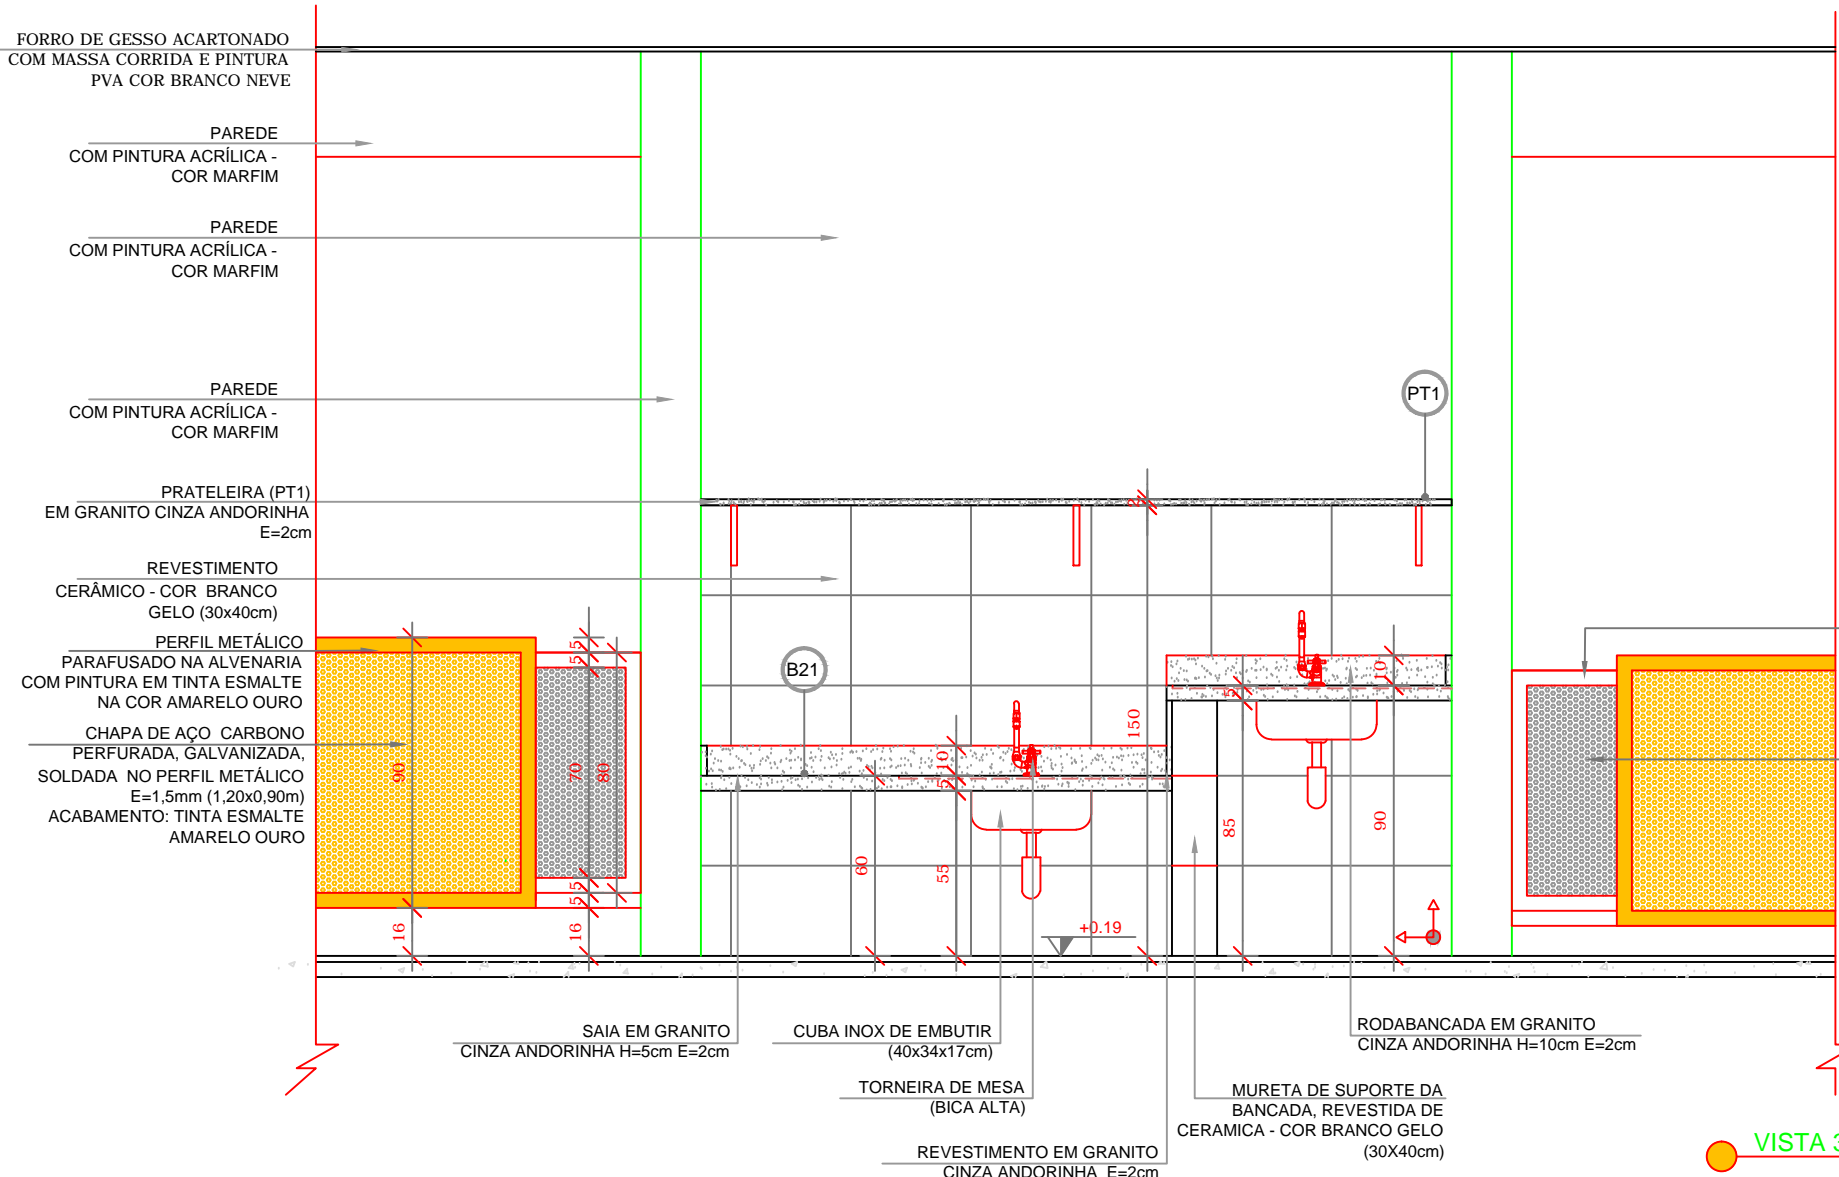 FORRO DE GESSO ACARTONADO
COM MASSA CORRIDA E PINTURA
PVA COR BRANCO NEVE
PAREDE
COM PINTURA ACRÍLICA -
COR MARFIM
PAREDE
COM PINTURA ACRÍLICA -
COR MARFIM
PAREDE
COM PINTURA ACRÍLICA -
COR MARFIM
PRATELEIRA (PT1)
EM GRANITO CINZA ANDORINHA
E=2cm
REVESTIMENTO
CERÂMICO - COR BRANCO
GELO (30x40cm)
PERFIL METÁLICO
PARAFUSADO NA ALVENARIA
COM PINTURA EM TINTA ESMALTE
NA COR AMARELO OURO
CHAPA DE AÇO CARBONO
PERFURADA, GALVANIZADA,
SOLDADA NO PERFIL METÁLICO
E=1,5mm (1,20x0,90m)
ACABAMENTO: TINTA ESMALTE
AMARELO OURO
PT1
B21
90
16
5
5
70
80
5
5
16
10
5
60
55
150
10
5
85
90
+0.19
SAIA EM GRANITO
CINZA ANDORINHA H=5cm E=2cm
CUBA INOX DE EMBUTIR
(40x34x17cm)
TORNEIRA DE MESA
(BICA ALTA)
REVESTIMENTO EM GRANITO
CINZA ANDORINHA E=2cm
MURETA DE SUPORTE DA
BANCADA, REVESTIDA DE
CERAMICA - COR BRANCO GELO
(30X40cm)
RODABANCADA EM GRANITO
CINZA ANDORINHA H=10cm E=2cm
VISTA 3